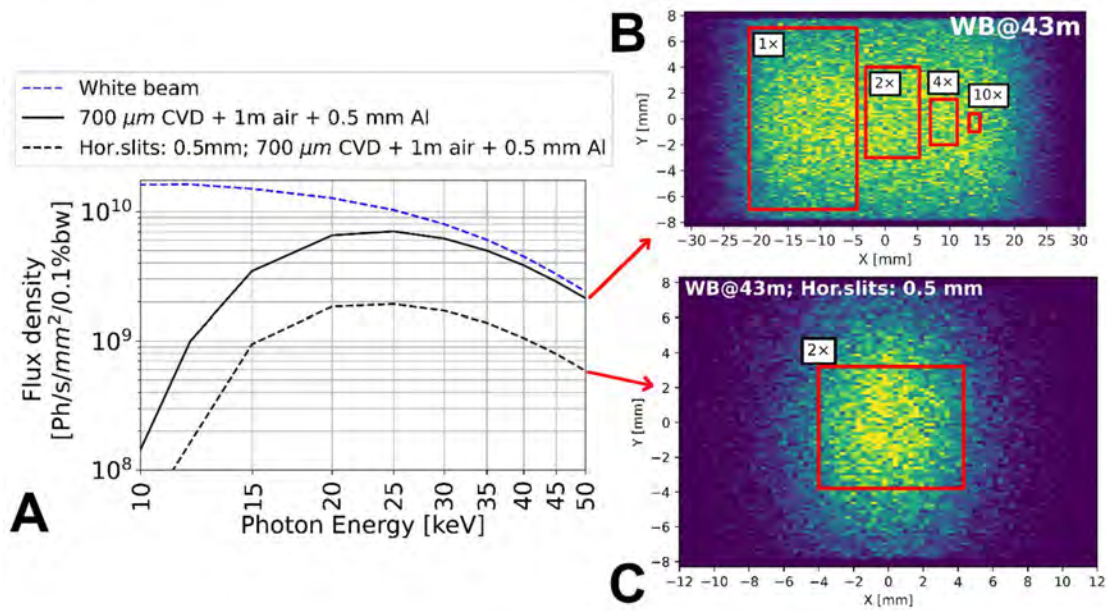 B
WB@43m
1×
2×
4×
10×
8
6
4
2
0
−2
−4
−6
−8
Y [mm]
−30 −25 −20 −15 −10 −5 0 5 10 15 20 25 30
X [mm]
White beam
700 μm CVD + 1m air + 0.5 mm Al
Hor.slits: 0.5mm; 700 μm CVD + 1m air + 0.5 mm Al
10^10
10^9
10^8
Flux density
[Ph/s/mm²/0.1%bw]
10 15 20 25 30 35 40 45 50
Photon Energy [keV]
A
WB@43m; Hor.slits: 0.5 mm
2×
8
6
4
2
0
−2
−4
−6
−8
Y [mm]
−12 −10 −8 −6 −4 −2 0 2 4 6 8 10 12
X [mm]
C